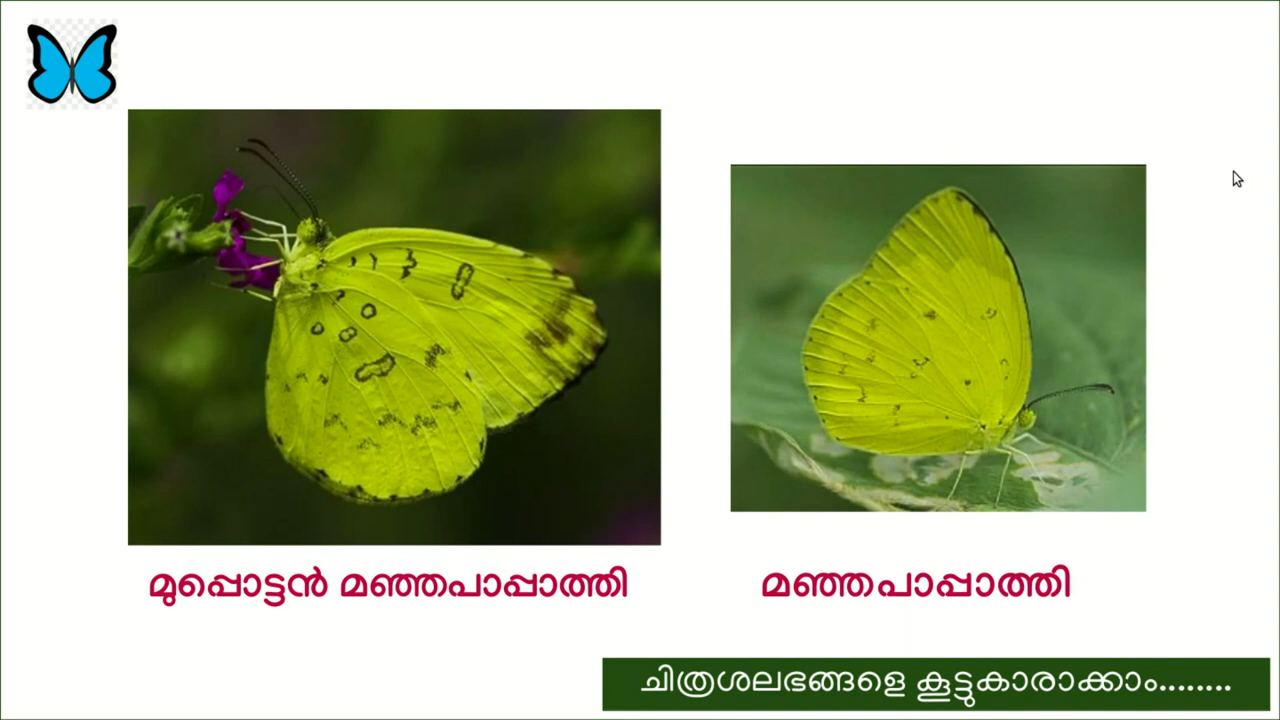 മുപ്പൊട്ടൻ മഞ്ഞപാപ്പാത്തി
മഞ്ഞപാപ്പാത്തി
ചിത്രശലഭങ്ങളെ കൂട്ടുകാരാക്കാം........